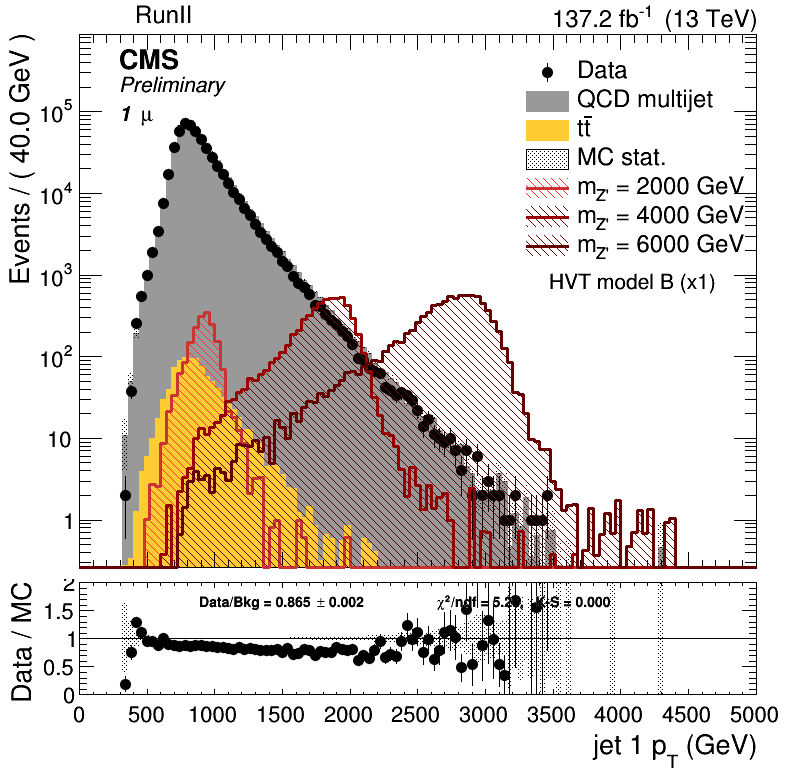 RunII
137.2 fb⁻¹ (13 TeV)
CMS
Preliminary
1 μ
Data
QCD multijet
tt̄
MC stat.
m_Z' = 2000 GeV
m_Z' = 4000 GeV
m_Z' = 6000 GeV
HVT model B (x1)
Events / ( 40.0 GeV )
10⁵
10⁴
10³
10²
10
1
Data/Bkg = 0.865 ± 0.002
χ²/ndf = K-S = 0.000
Data / MC
2
1.5
1
0.5
0
0 500 1000 1500 2000 2500 3000 3500 4000 4500 5000
jet 1 p_T (GeV)